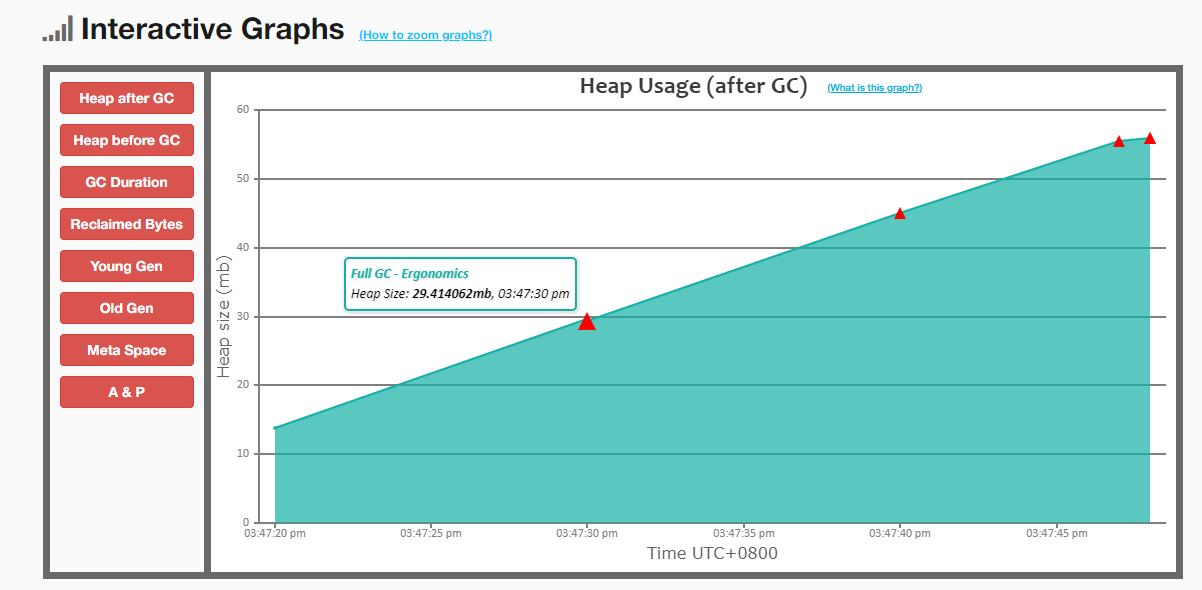 Interactive Graphs (How to zoom graphs?)
Heap after GC
Heap before GC
GC Duration
Reclaimed Bytes
Young Gen
Old Gen
Meta Space
A & P
Heap Usage (after GC) (What is this graph?)
Heap size (mb)
60
50
40
30
20
10
0
Full GC - Ergonomics
Heap Size: 29.414062mb, 03:47:30 pm
03:47:20 pm 03:47:25 pm 03:47:30 pm 03:47:35 pm 03:47:40 pm 03:47:45 pm
Time UTC+0800